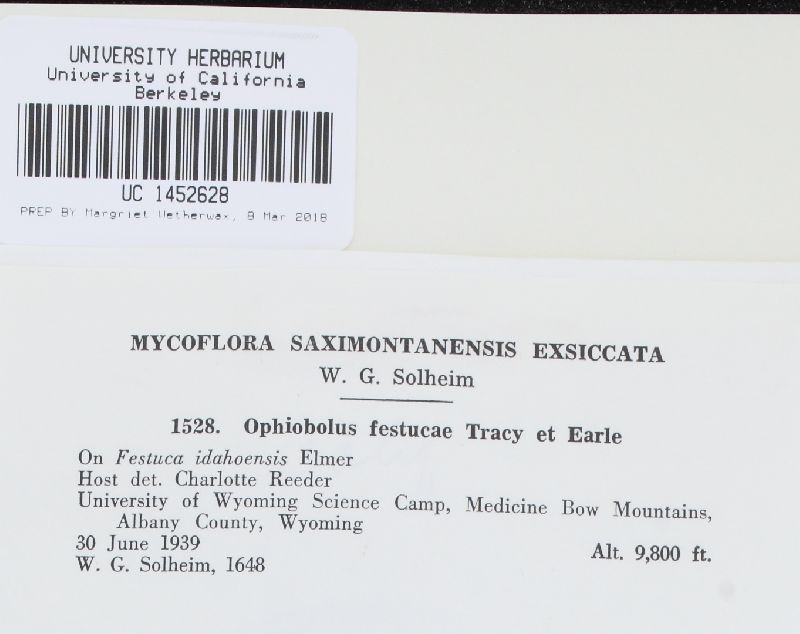 UNIVERSITY HERBARIUM
University of California
Berkeley
UC 1452628
PREP BY Margriet Wetherwax, 8 Mar 2018
MYCOFLORA SAXIMONTANENSIS EXSICCATA
W. G. Solheim
1528. Ophiobolus festucae Tracy et Earle
On Festuca idahoensis Elmer
Host det. Charlotte Reeder
University of Wyoming Science Camp, Medicine Bow Mountains,
Albany County, Wyoming
30 June 1939 Alt. 9,800 ft.
W. G. Solheim, 1648